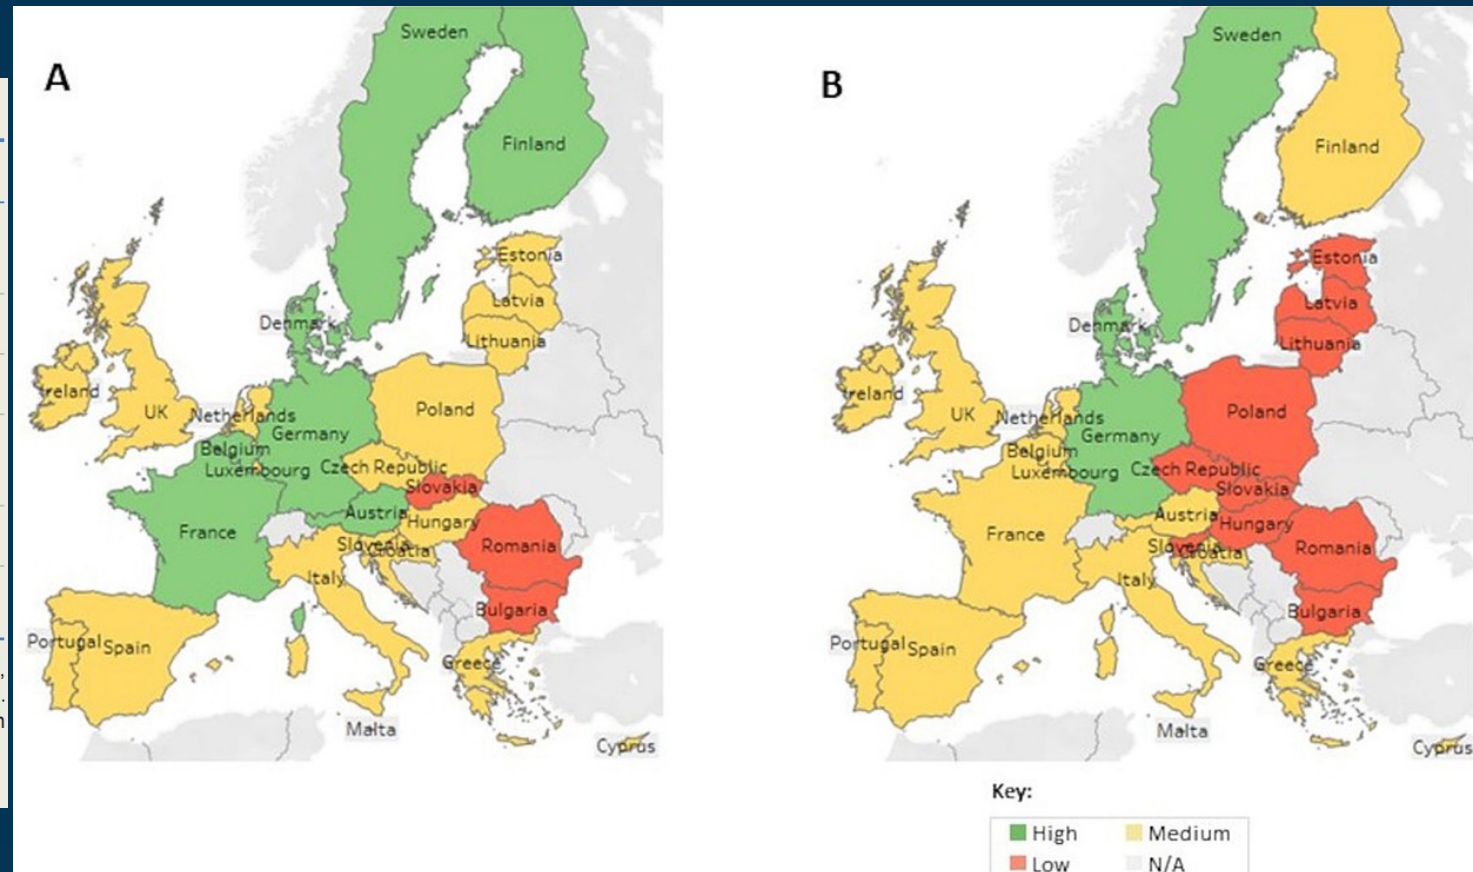 A
Sweden
Finland
Estonia
Latvia
Denmark
Lithuania
Ireland
UK
Netherlands
Poland
Germany
Belgium
Luxembourg
Czech Republic
Slovakia
Austria
Hungary
France
Slovenia
Croatia
Romania
Italy
Bulgaria
Portugal
Spain
Greece
Malta
Cyprus
B
Sweden
Finland
Estonia
Latvia
Denmark
Lithuania
Ireland
UK
Netherlands
Poland
Germany
Belgium
Luxembourg
Czech Republic
Slovakia
Austria
Hungary
France
Slovenia
Croatia
Romania
Italy
Bulgaria
Portugal
Spain
Greece
Malta
Cyprus
Key:
High Medium
Low N/A